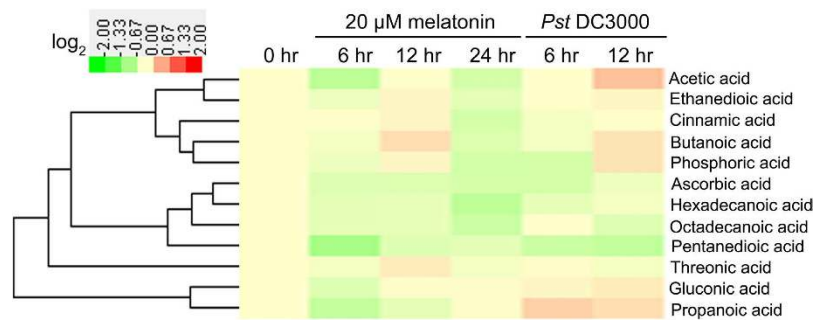 log2
-2.00
-1.33
-0.67
0.00
0.67
1.33
2.00
20 µM melatonin Pst DC3000
0 hr 6 hr 12 hr 24 hr 6 hr 12 hr
Acetic acid
Ethanedioic acid
Cinnamic acid
Butanoic acid
Phosphoric acid
Ascorbic acid
Hexadecanoic acid
Octadecanoic acid
Pentanedioic acid
Threonic acid
Gluconic acid
Propanoic acid